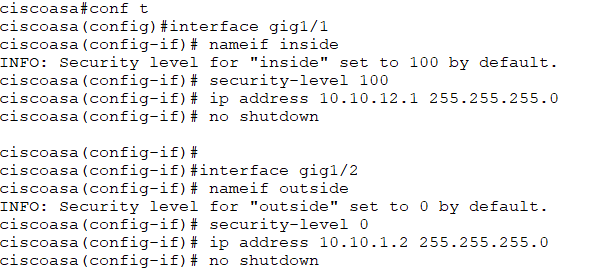 ciscoasa#conf t
ciscoasa(config)#interface gig1/1
ciscoasa(config-if)# nameif inside
INFO: Security level for "inside" set to 100 by default.
ciscoasa(config-if)# security-level 100
ciscoasa(config-if)# ip address 10.10.12.1 255.255.255.0
ciscoasa(config-if)# no shutdown
ciscoasa(config-if)#
ciscoasa(config-if)#interface gig1/2
ciscoasa(config-if)# nameif outside
INFO: Security level for "outside" set to 0 by default.
ciscoasa(config-if)# security-level 0
ciscoasa(config-if)# ip address 10.10.1.2 255.255.255.0
ciscoasa(config-if)# no shutdown